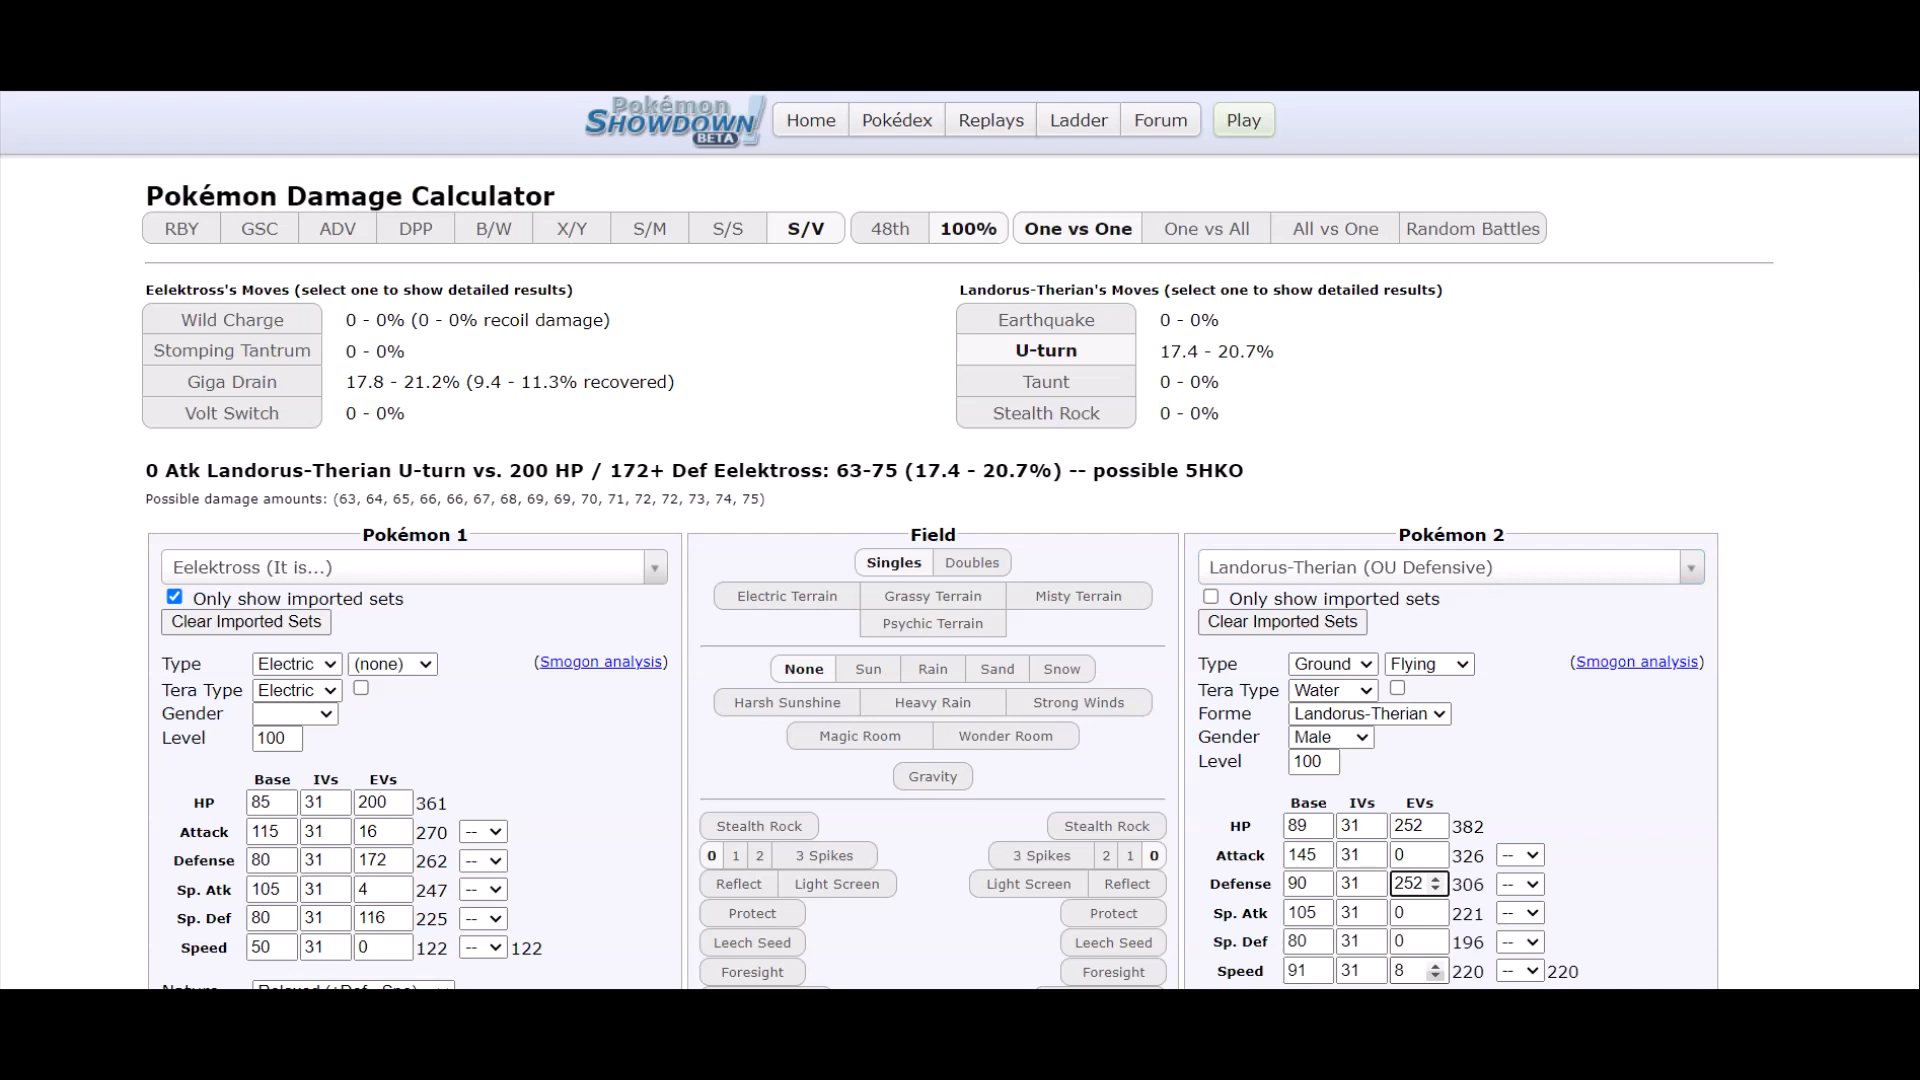 Pokémon SHOWDOWN! BETA
Home Pokédex Replays Ladder Forum Play
Pokémon Damage Calculator
RBY GSC ADV DPP B/W X/Y S/M S/S S/V 48th 100% One vs One One vs All All vs One Random Battles
Eelektross's Moves (select one to show detailed results)
Wild Charge 0 - 0% (0 - 0% recoil damage)
Stomping Tantrum 0 - 0%
Giga Drain 17.8 - 21.2% (9.4 - 11.3% recovered)
Volt Switch 0 - 0%
Landorus-Therian's Moves (select one to show detailed results)
Earthquake 0 - 0%
U-turn 17.4 - 20.7%
Taunt 0 - 0%
Stealth Rock 0 - 0%
0 Atk Landorus-Therian U-turn vs. 200 HP / 172+ Def Eelektross: 63-75 (17.4 - 20.7%) -- possible 5HKO
Possible damage amounts: (63, 64, 65, 66, 66, 67, 68, 69, 69, 70, 71, 72, 72, 73, 74, 75)
Pokémon 1
Eelektross (It is...)
Only show imported sets
Clear Imported Sets
Type Electric (none) (Smogon analysis)
Tera Type Electric
Gender
Level 100
Base IVs EVs
HP 85 31 200 361
Attack 115 31 16 270 --
Defense 80 31 172 262 --
Sp. Atk 105 31 4 247 --
Sp. Def 80 31 116 225 --
Speed 50 31 0 122 -- 122
Field
Singles Doubles
Electric Terrain Grassy Terrain Misty Terrain
Psychic Terrain
None Sun Rain Sand Snow
Harsh Sunshine Heavy Rain Strong Winds
Magic Room Wonder Room
Gravity
Stealth Rock Stealth Rock
0 1 2 3 Spikes 3 Spikes 2 1 0
Reflect Light Screen Light Screen Reflect
Protect Protect
Leech Seed Leech Seed
Foresight Foresight
Pokémon 2
Landorus-Therian (OU Defensive)
Only show imported sets
Clear Imported Sets
Type Ground Flying (Smogon analysis)
Tera Type Water
Forme Landorus-Therian
Gender Male
Level 100
Base IVs EVs
HP 89 31 252 382
Attack 145 31 0 326 --
Defense 90 31 252 306 --
Sp. Atk 105 31 0 221 --
Sp. Def 80 31 0 196 --
Speed 91 31 8 220 -- 220